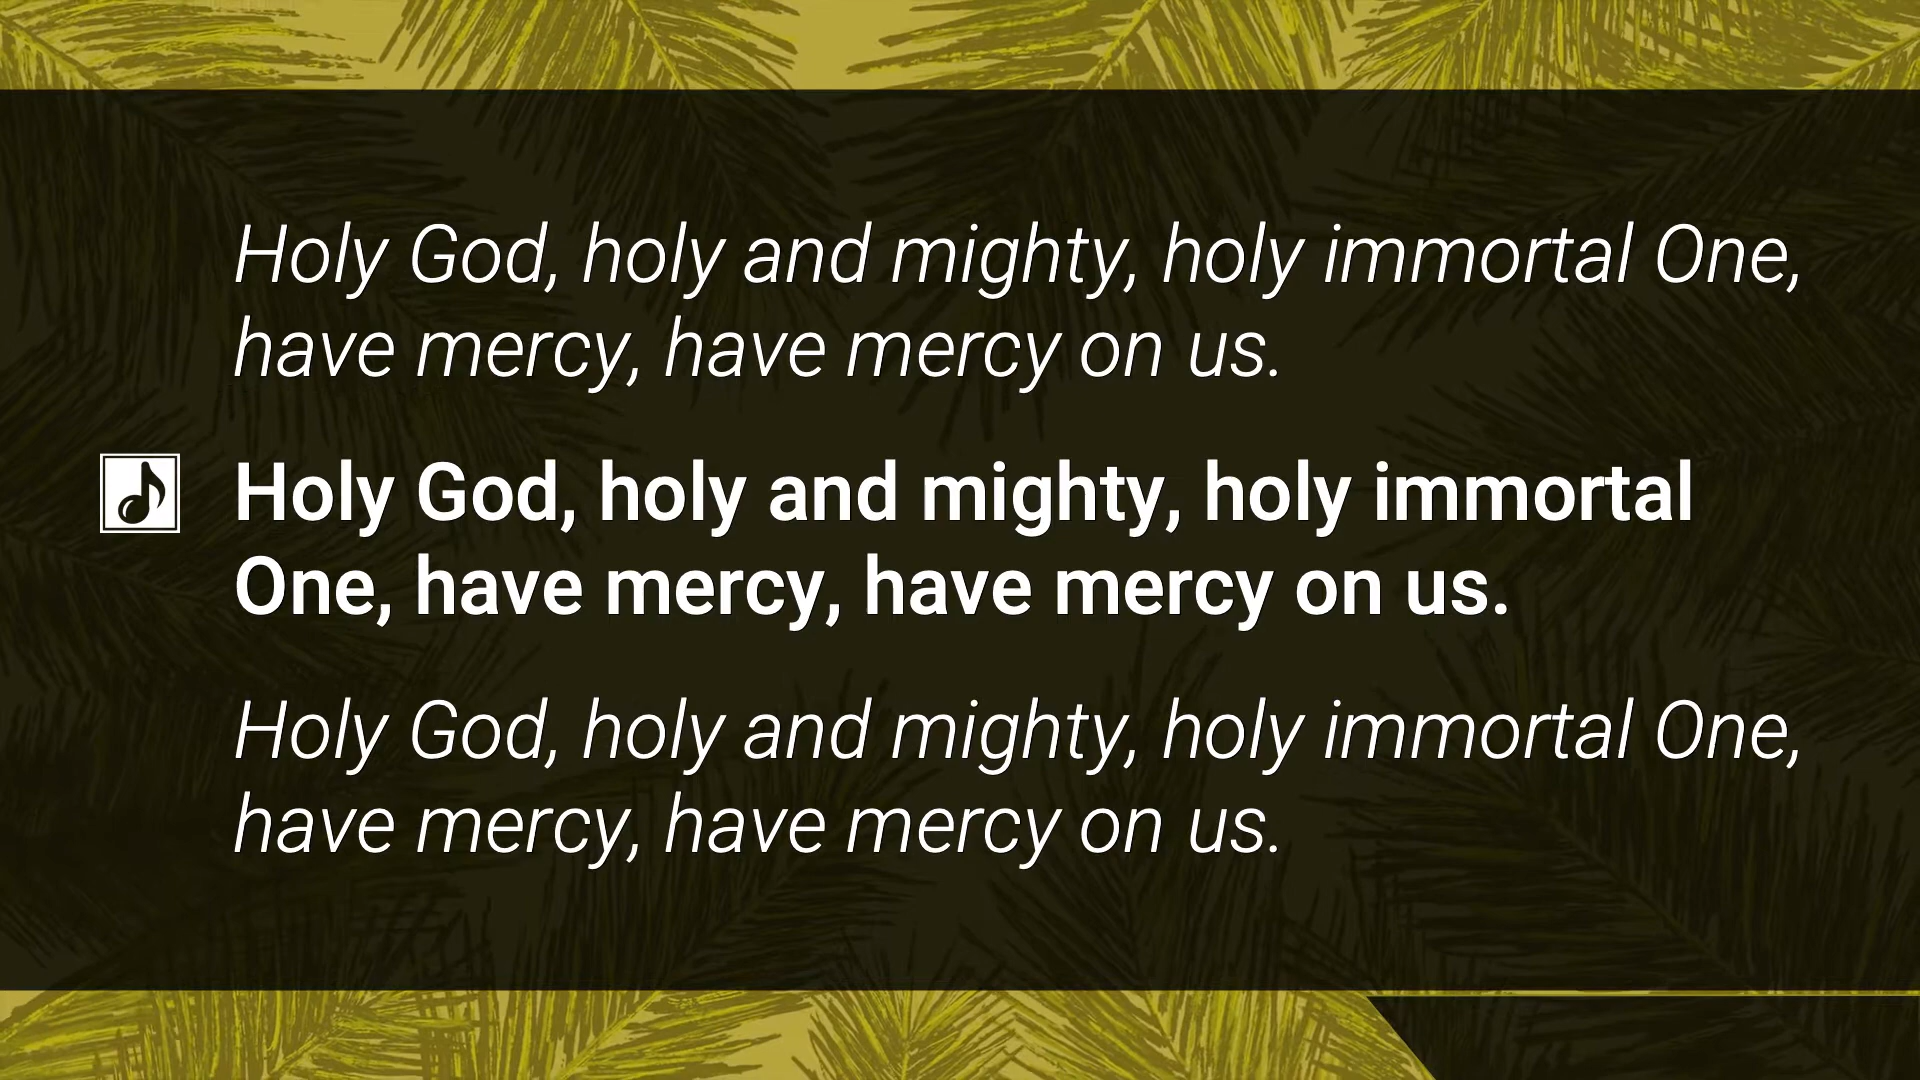 Holy God, holy and mighty, holy immortal One,
have mercy, have mercy on us.
Holy God, holy and mighty, holy immortal
One, have mercy, have mercy on us.
Holy God, holy and mighty, holy immortal One,
have mercy, have mercy on us.